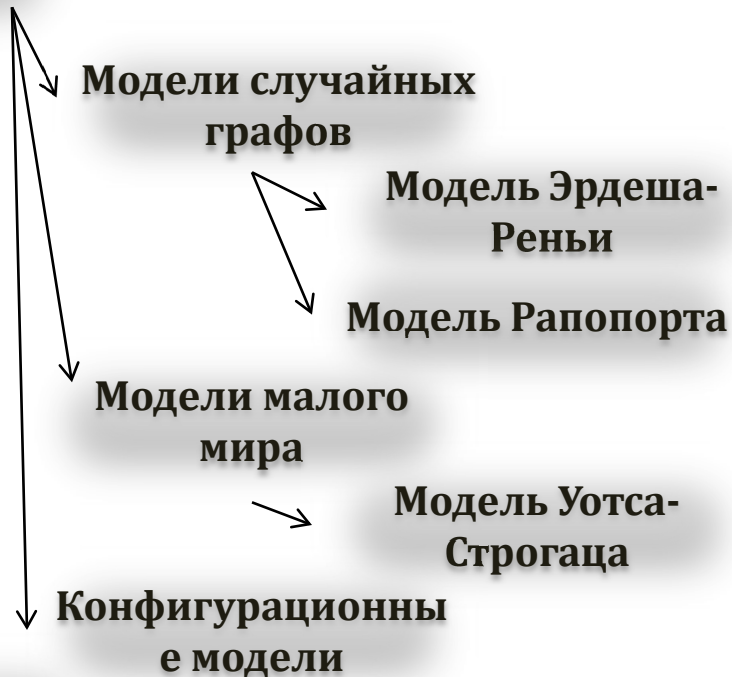 Модели случайных
графов
Модель Эрдеша-
Реньи
Модель Рапопорта
Модели малого
мира
Модель Уотса-
Строгаца
Конфигурационны
е модели